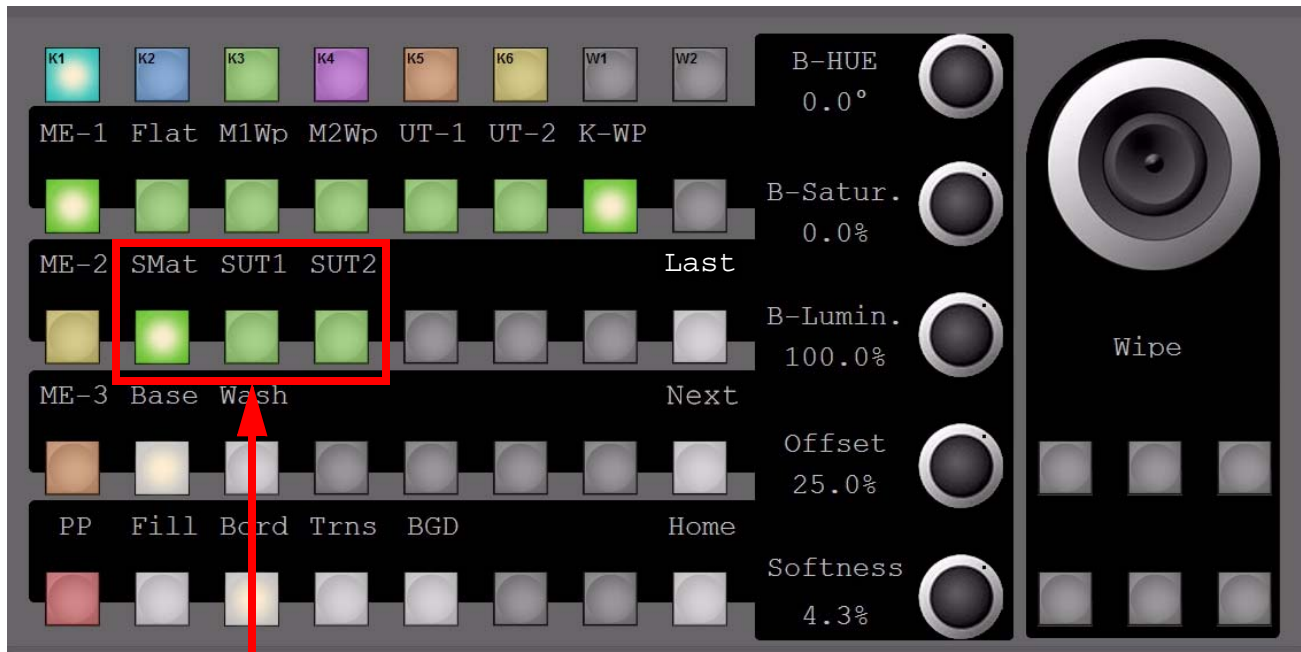 K1 K2 K3 K4 K5 K6 W1 W2
ME-1 Flat M1Wp M2Wp UT-1 UT-2 K-WP
ME-2 SMat SUT1 SUT2 Last
ME-3 Base Wash Next
PP Fill Bord Trns BGD Home
B-HUE
0.0°
B-Satur.
0.0%
B-Lumin.
100.0%
Offset
25.0%
Softness
4.3%
Wipe